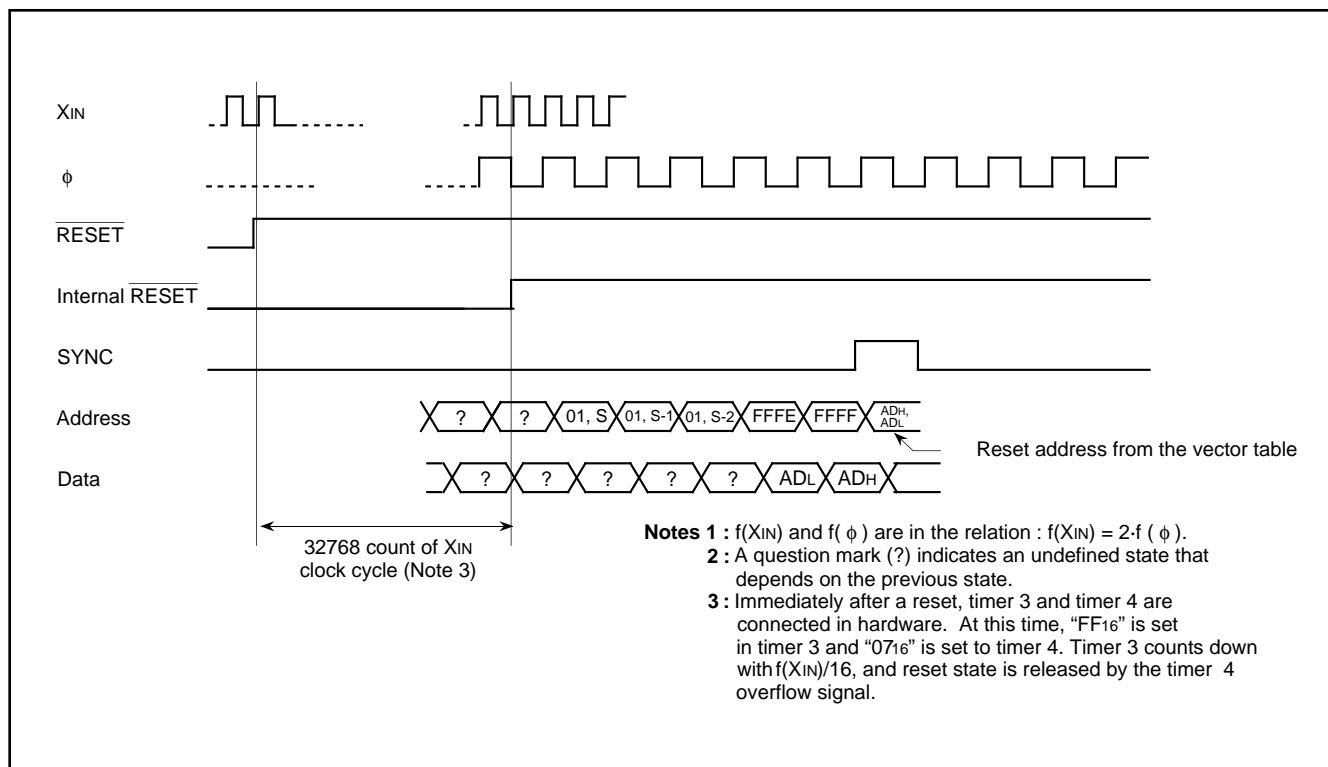 XIN
ϕ
RESET
Internal RESET
SYNC
Address
? ? 01, S 01, S-1 01, S-2 FFFE FFFF ADH,
ADL
Reset address from the vector table
Data
? ? ? ? ? ADL ADH
32768 count of XIN
clock cycle (Note 3)
Notes 1 : f(XIN) and f( ϕ ) are in the relation : f(XIN) = 2·f ( ϕ ).
2 : A question mark (?) indicates an undefined state that
depends on the previous state.
3 : Immediately after a reset, timer 3 and timer 4 are
connected in hardware. At this time, “FF16” is set
in timer 3 and “0716” is set to timer 4. Timer 3 counts down
with f(XIN)/16, and reset state is released by the timer 4
overflow signal.